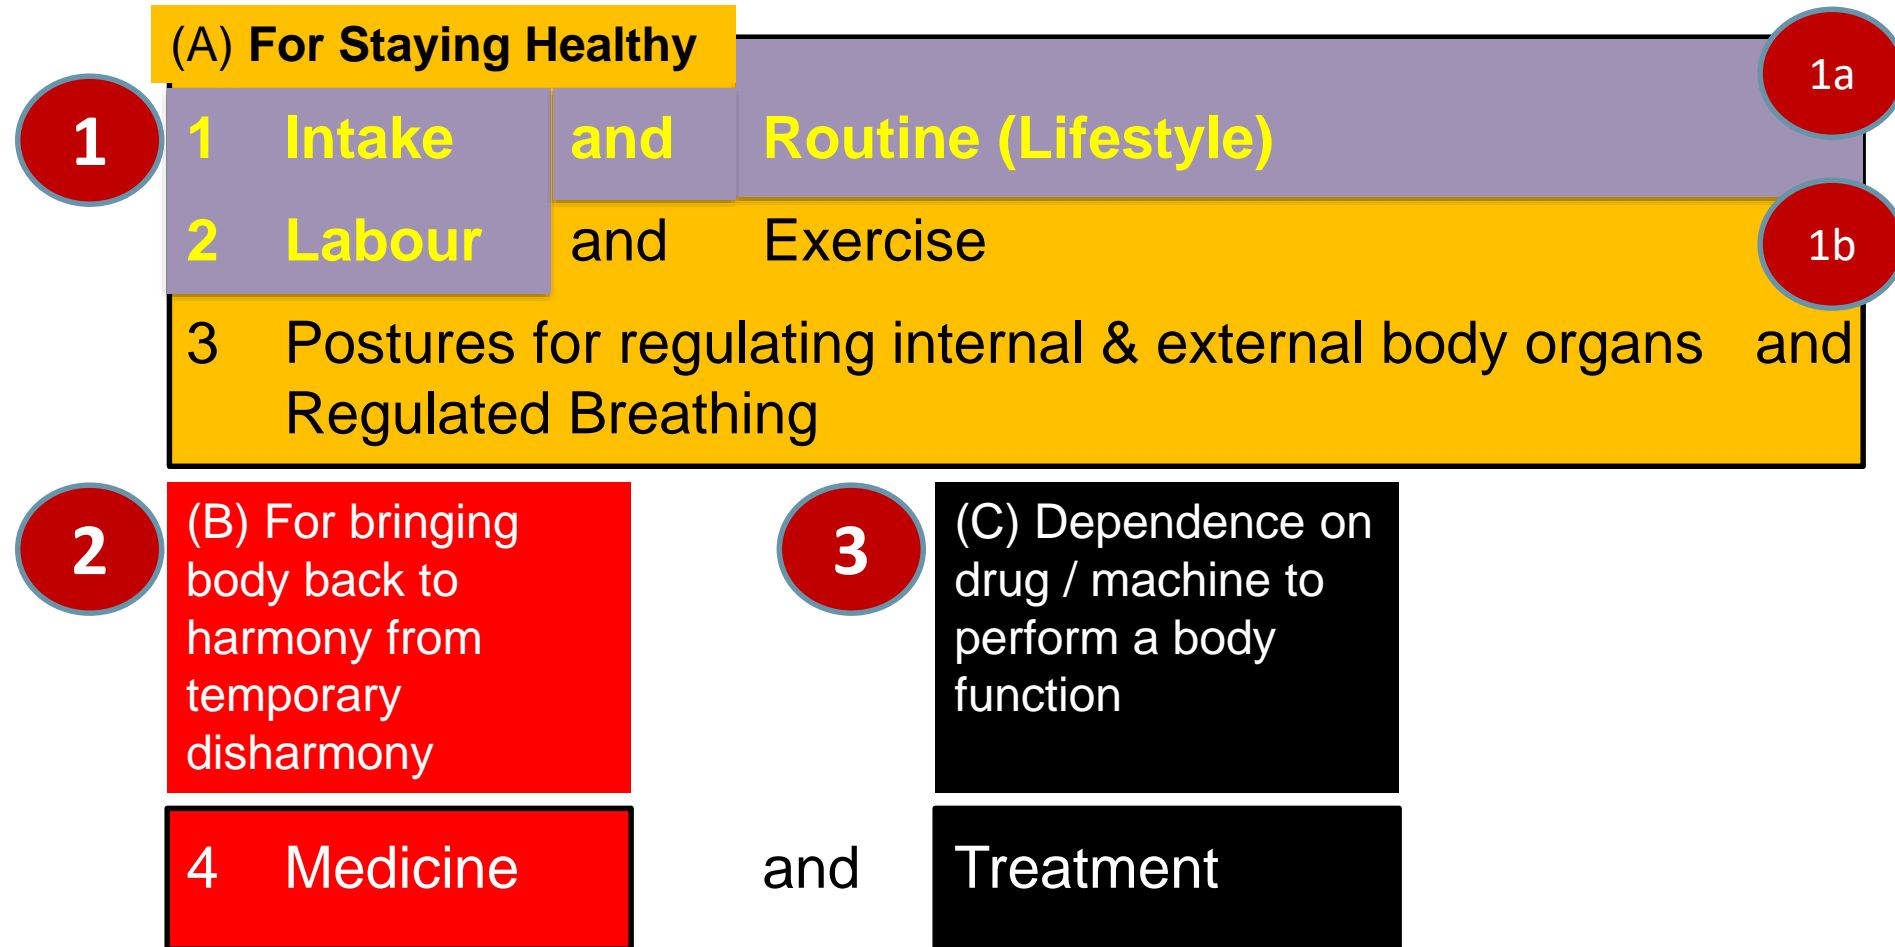 (A) For Staying Healthy
1a
1
1 Intake and Routine (Lifestyle)
2 Labour and Exercise
1b
3 Postures for regulating internal & external body organs and
Regulated Breathing
2
(B) For bringing
body back to
harmony from
temporary
disharmony
3
(C) Dependence on
drug / machine to
perform a body
function
4 Medicine and Treatment